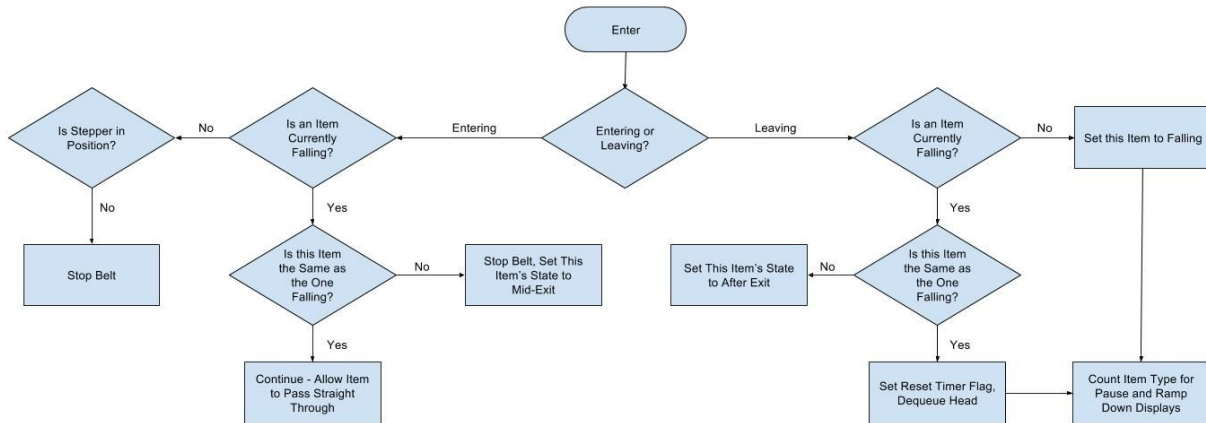 Enter
Is Stepper in
Position?
No
Is an Item
Currently
Falling?
Entering
Entering or
Leaving?
Leaving
Is an Item
Currently
Falling?
No
Set this Item to Falling
No
Yes
Yes
Stop Belt
Is this Item
the Same as
the One
Falling?
No
Stop Belt, Set This
Item's State to
Mid-Exit
Set This Item's State
to After Exit
No
Is this Item
the Same as
the One
Falling?
Yes
Yes
Continue - Allow Item
to Pass Straight
Through
Set Reset Timer Flag,
Dequeue Head
Count Item Type for
Pause and Ramp
Down Displays